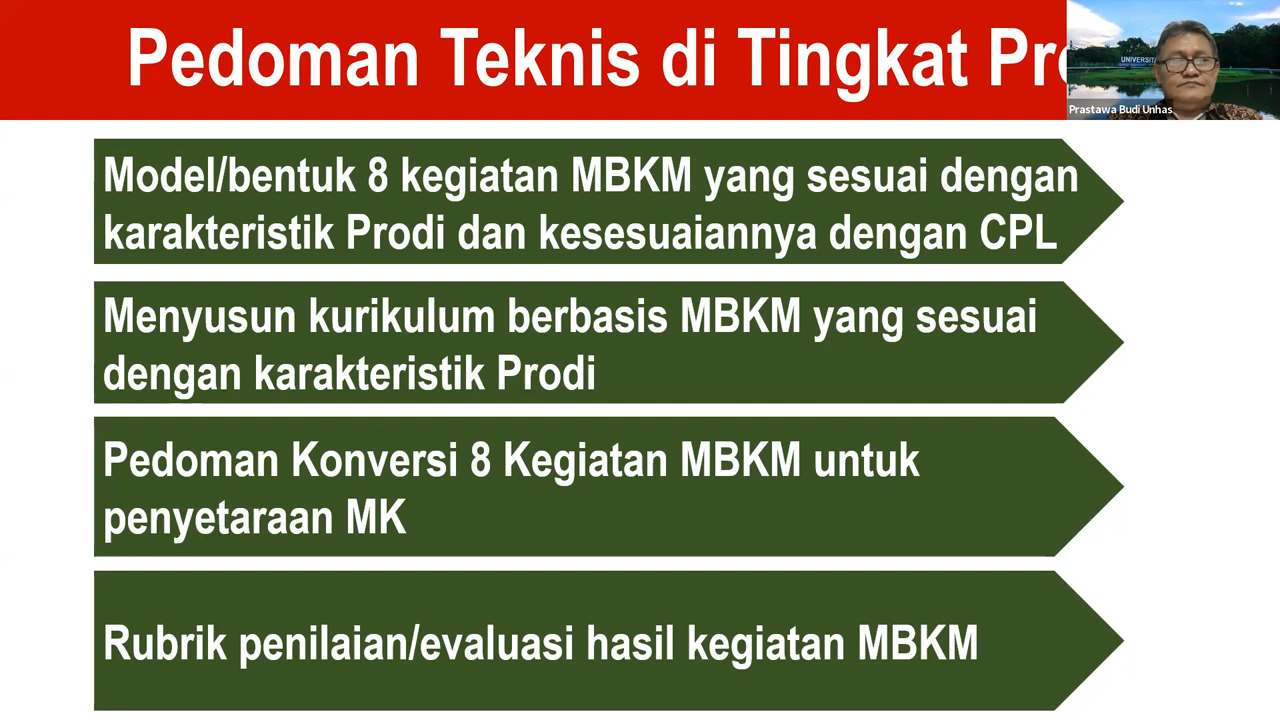 Pedoman Teknis di Tingkat
UNIVERSITA
Prastawa Budi Unhas
Model/bentuk 8 kegiatan MBKM yang sesuai dengan
karakteristik Prodi dan kesesuaiannya dengan CPL
Menyusun kurikulum berbasis MBKM yang sesuai
dengan karakteristik Prodi
Pedoman Konversi 8 Kegiatan MBKM untuk
penyetaraan MK
Rubrik penilaian/evaluasi hasil kegiatan MBKM